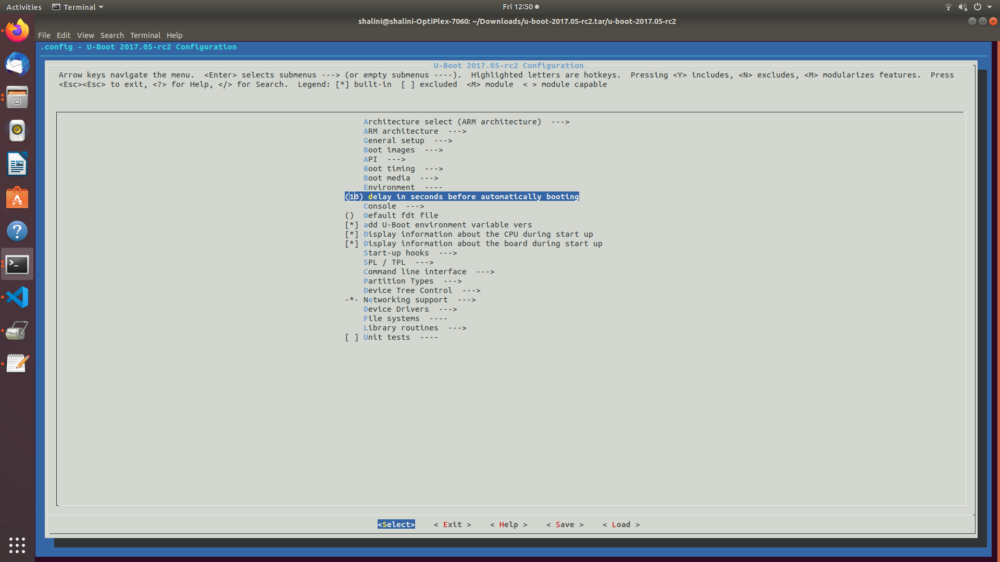 Activities Terminal Fri 12:50
shalini@shalini-OptiPlex-7060: ~/Downloads/u-boot-2017.05-rc2.tar/u-boot-2017.05-rc2
File Edit View Search Terminal Help
.config - U-Boot 2017.05-rc2 Configuration
U-Boot 2017.05-rc2 Configuration
Arrow keys navigate the menu.  <Enter> selects submenus ---> (or empty submenus ----).  Highlighted letters are hotkeys.  Pressing <Y> includes, <N> excludes, <M> modularizes features.  Press
<Esc><Esc> to exit, <?> for Help, </> for Search.  Legend: [*] built-in  [ ] excluded  <M> module  < > module capable
Architecture select (ARM architecture)  --->
ARM architecture  --->
General setup  --->
Boot images  --->
API  --->
Boot timing  --->
Boot media  --->
Environment  ----
(10) delay in seconds before automatically booting
Console  --->
()  Default fdt file
[*] add U-Boot environment variable vers
[*] Display information about the CPU during start up
[*] Display information about the board during start up
Start-up hooks  --->
SPL / TPL  --->
Command line interface  --->
Partition Types  --->
Device Tree Control  --->
-*- Networking support  --->
Device Drivers  --->
File systems  ----
Library routines  --->
[ ] Unit tests  ----
<Select>    < Exit >    < Help >    < Save >    < Load >